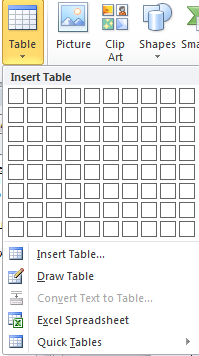 Table
Picture
Clip
Art
Shapes
Sma
Insert Table
Insert Table...
Draw Table
Convert Text to Table...
Excel Spreadsheet
Quick Tables